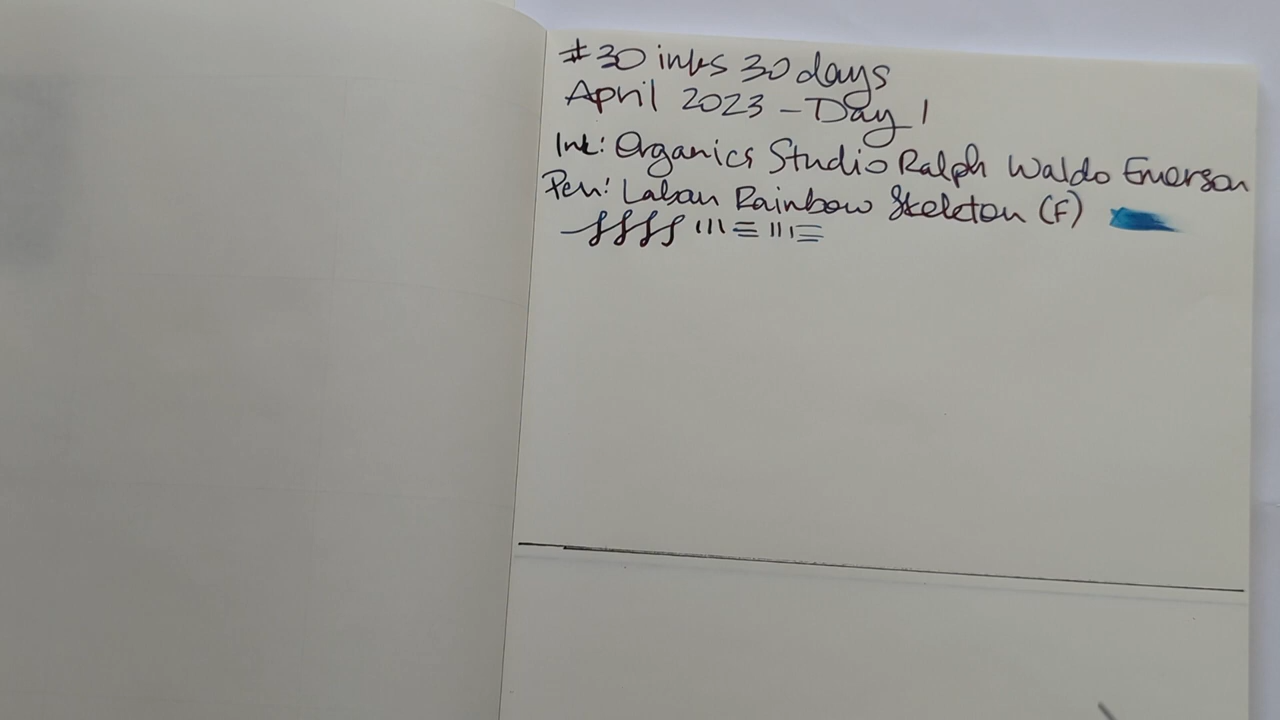 #30 inks 30 days
April 2023 - Day 1
Ink: Organics Studio Ralph Waldo Emerson
Pen: Laban Rainbow Skeleton (F)